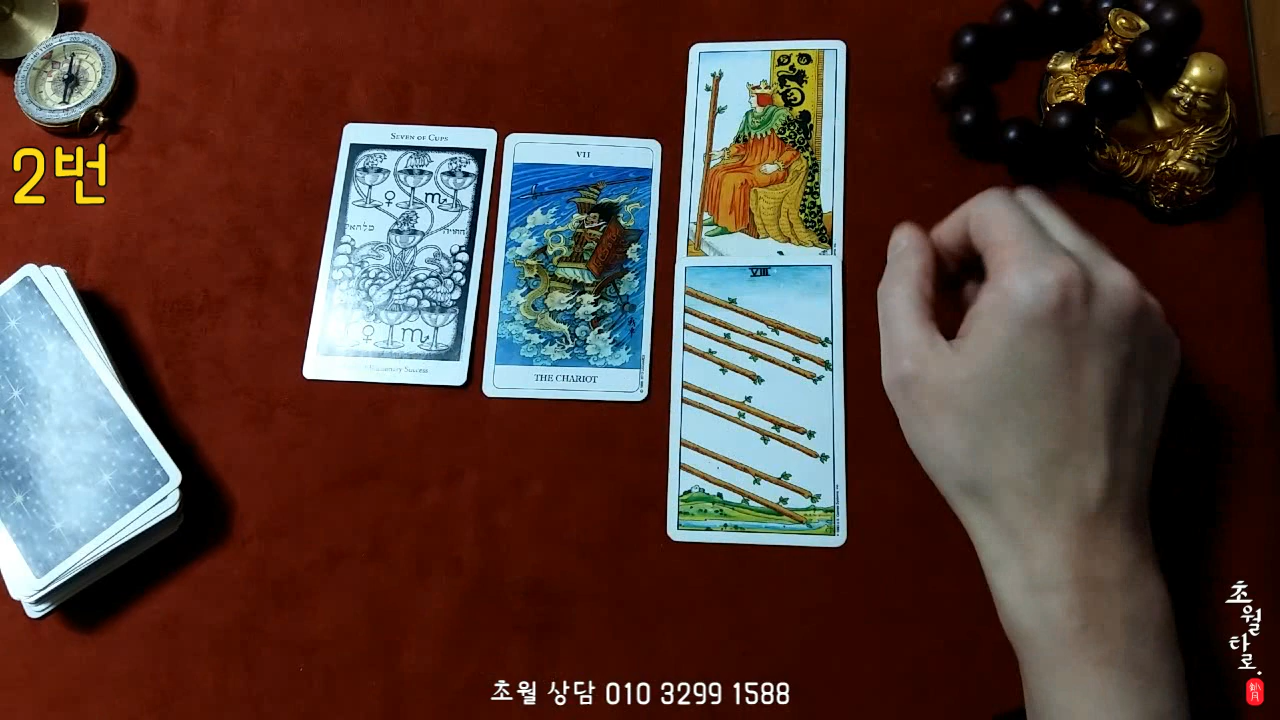 2번
SEVEN OF CUPS
VII
THE CHARIOT
VIII
초월
타로.
초월 상담 010 3299 1588